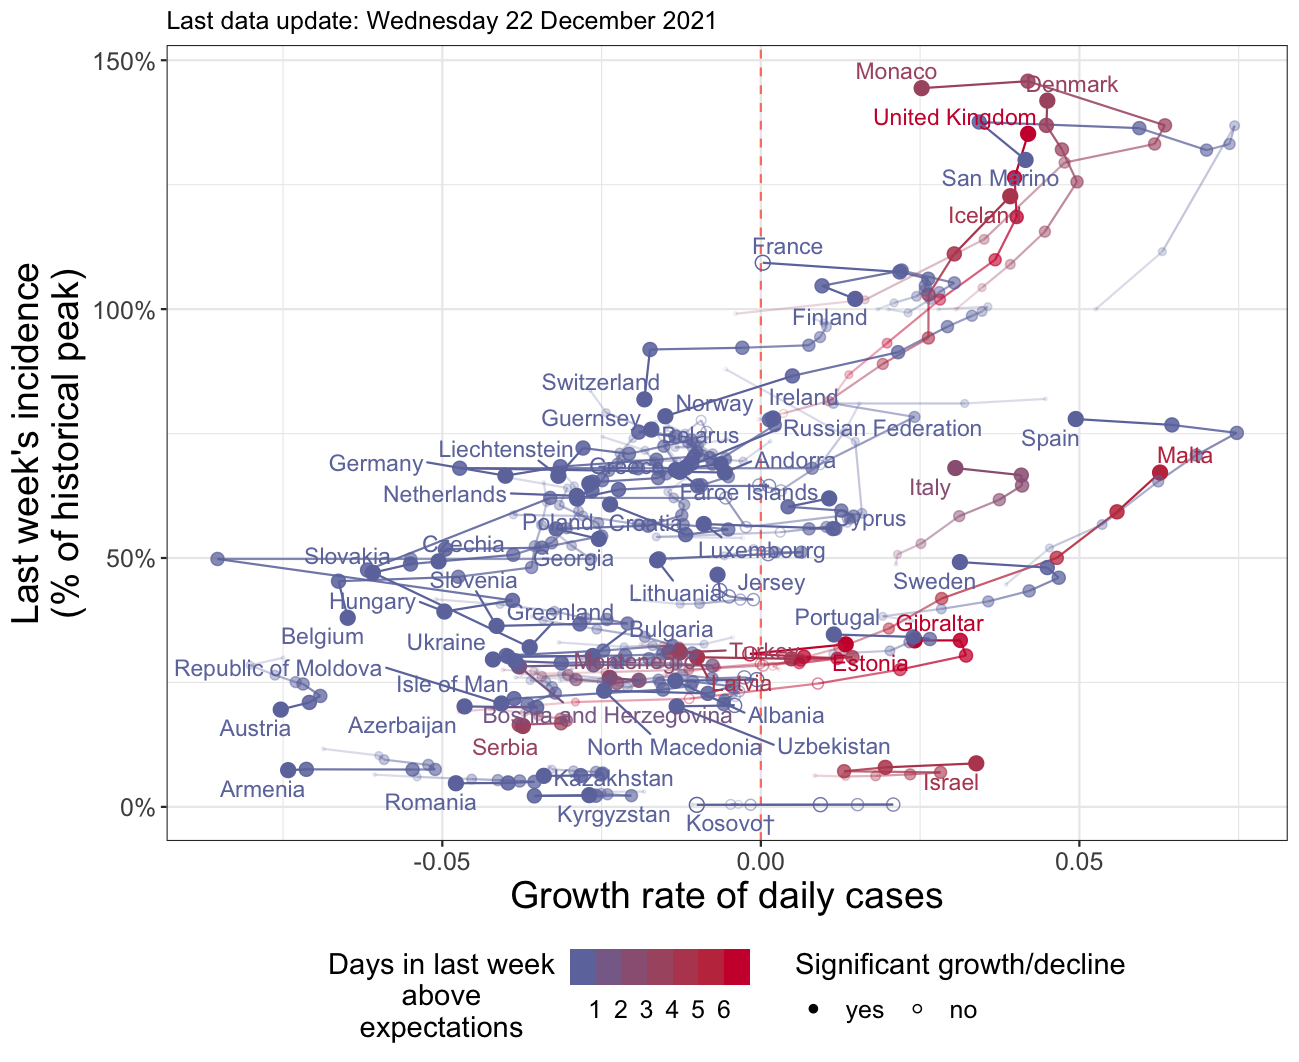 Last data update: Wednesday 22 December 2021
Last week's incidence
(% of historical peak)
150%
100%
50%
0%
Monaco
Denmark
United Kingdom
San Marino
Iceland
France
Finland
Switzerland
Norway
Ireland
Guernsey
Belarus
Russian Federation
Spain
Liechtenstein
Germany
Greece
Andorra
Malta
Netherlands
Faroe Islands
Italy
Poland
Croatia
Cyprus
Czechia
Slovakia
Georgia
Luxembourg
Slovenia
Lithuania
Jersey
Sweden
Hungary
Greenland
Belgium
Ukraine
Bulgaria
Portugal
Gibraltar
Republic of Moldova
Montenegro
Turkey
Estonia
Isle of Man
Latvia
Austria
Azerbaijan
Bosnia and Herzegovina
Albania
Serbia
North Macedonia
Uzbekistan
Armenia
Kazakhstan
Israel
Romania
Kyrgyzstan
Kosovo†
-0.05
0.00
0.05
Growth rate of daily cases
Days in last week
above
expectations
1 2 3 4 5 6
Significant growth/decline
yes
no